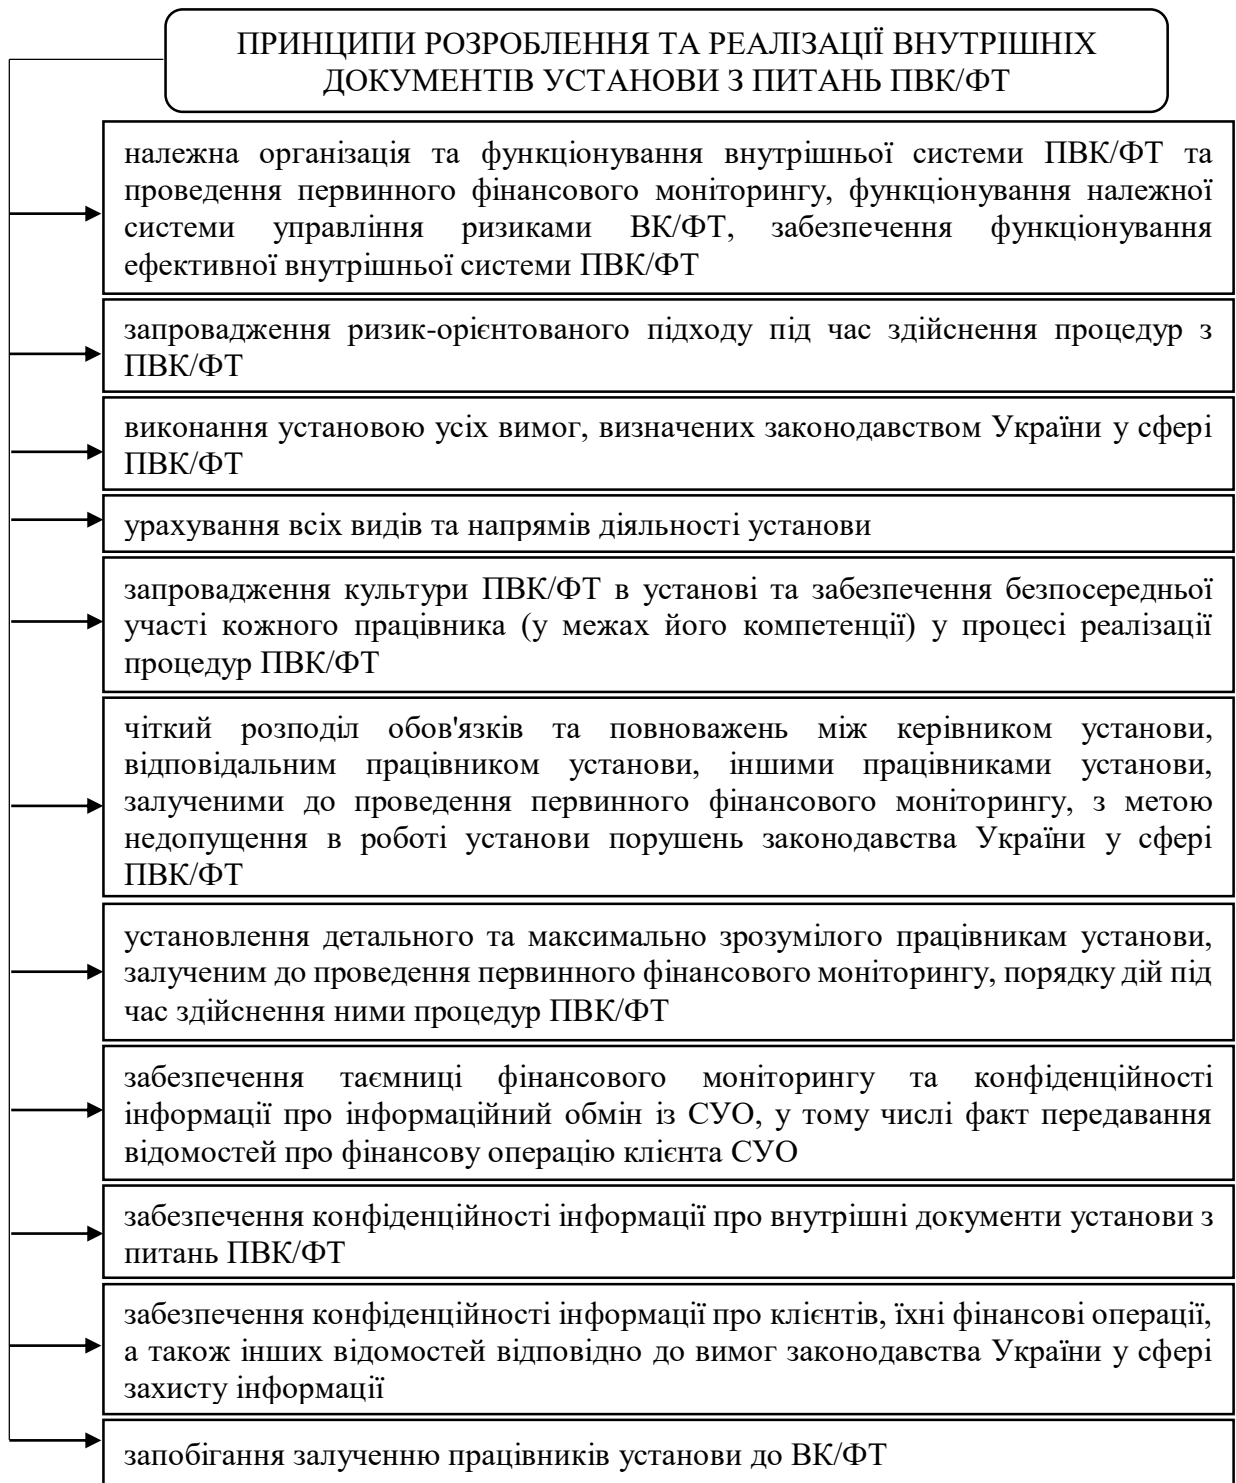 ПРИНЦИПИ РОЗРОБЛЕННЯ ТА РЕАЛІЗАЦІЇ ВНУТРІШНІХ
ДОКУМЕНТІВ УСТАНОВИ З ПИТАНЬ ПВК/ФТ
належна організація та функціонування внутрішньої системи ПВК/ФТ та
проведення первинного фінансового моніторингу, функціонування належної
системи управління ризиками ВК/ФТ, забезпечення функціонування
ефективної внутрішньої системи ПВК/ФТ
запровадження ризик-орієнтованого підходу під час здійснення процедур з
ПВК/ФТ
виконання установою усіх вимог, визначених законодавством України у сфері
ПВК/ФТ
урахування всіх видів та напрямів діяльності установи
запровадження культури ПВК/ФТ в установі та забезпечення безпосередньої
участі кожного працівника (у межах його компетенції) у процесі реалізації
процедур ПВК/ФТ
чіткий розподіл обов'язків та повноважень між керівником установи,
відповідальним працівником установи, іншими працівниками установи,
залученими до проведення первинного фінансового моніторингу, з метою
недопущення в роботі установи порушень законодавства України у сфері
ПВК/ФТ
установлення детального та максимально зрозумілого працівникам установи,
залученим до проведення первинного фінансового моніторингу, порядку дій під
час здійснення ними процедур ПВК/ФТ
забезпечення таємниці фінансового моніторингу та конфіденційності
інформації про інформаційний обмін із СУО, у тому числі факт передавання
відомостей про фінансову операцію клієнта СУО
забезпечення конфіденційності інформації про внутрішні документи установи з
питань ПВК/ФТ
забезпечення конфіденційності інформації про клієнтів, їхні фінансові операції,
а також інших відомостей відповідно до вимог законодавства України у сфері
захисту інформації
запобігання залученню працівників установи до ВК/ФТ